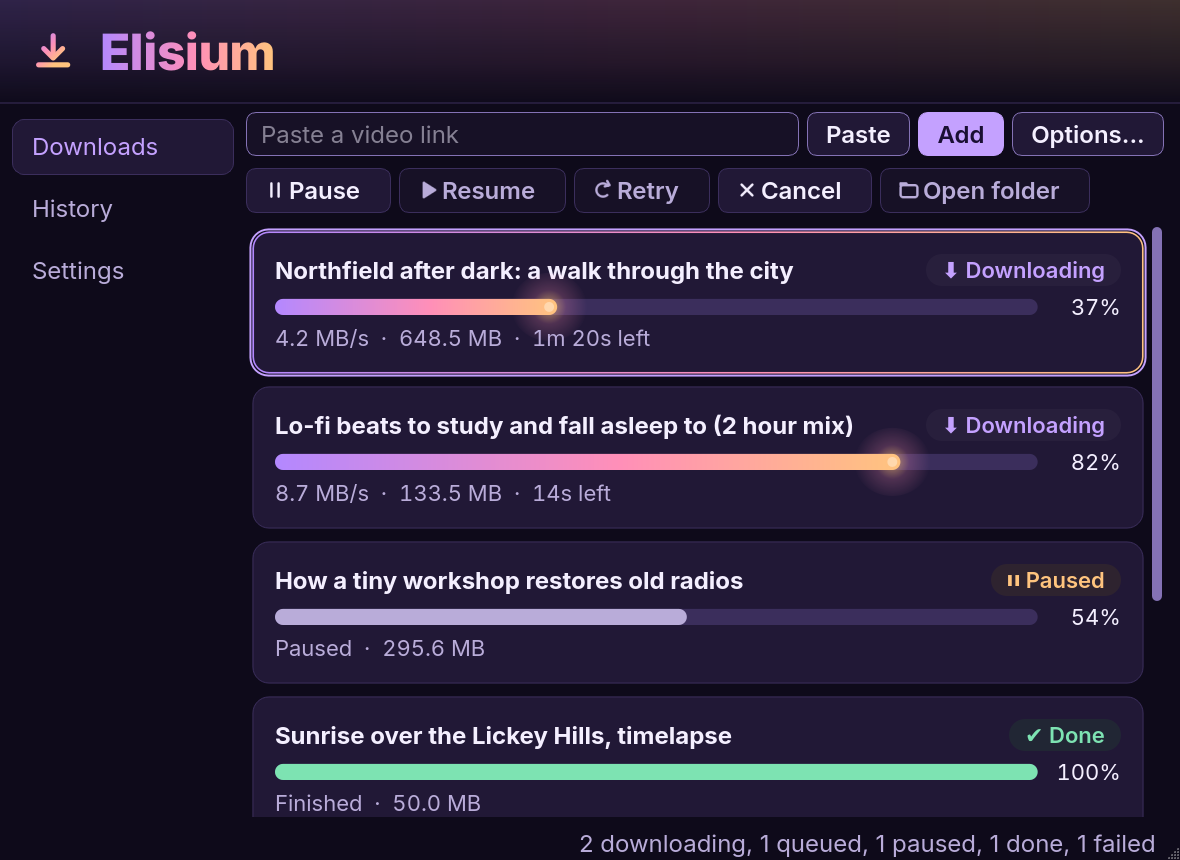 Elisium
Downloads
History
Settings
Paste a video link
Paste
Add
Options...
Pause
Resume
Retry
Cancel
Open folder
Northfield after dark: a walk through the city
Downloading
37%
4.2 MB/s · 648.5 MB · 1m 20s left
Lo-fi beats to study and fall asleep to (2 hour mix)
Downloading
82%
8.7 MB/s · 133.5 MB · 14s left
How a tiny workshop restores old radios
Paused
54%
Paused · 295.6 MB
Sunrise over the Lickey Hills, timelapse
Done
100%
Finished · 50.0 MB
2 downloading, 1 queued, 1 paused, 1 done, 1 failed